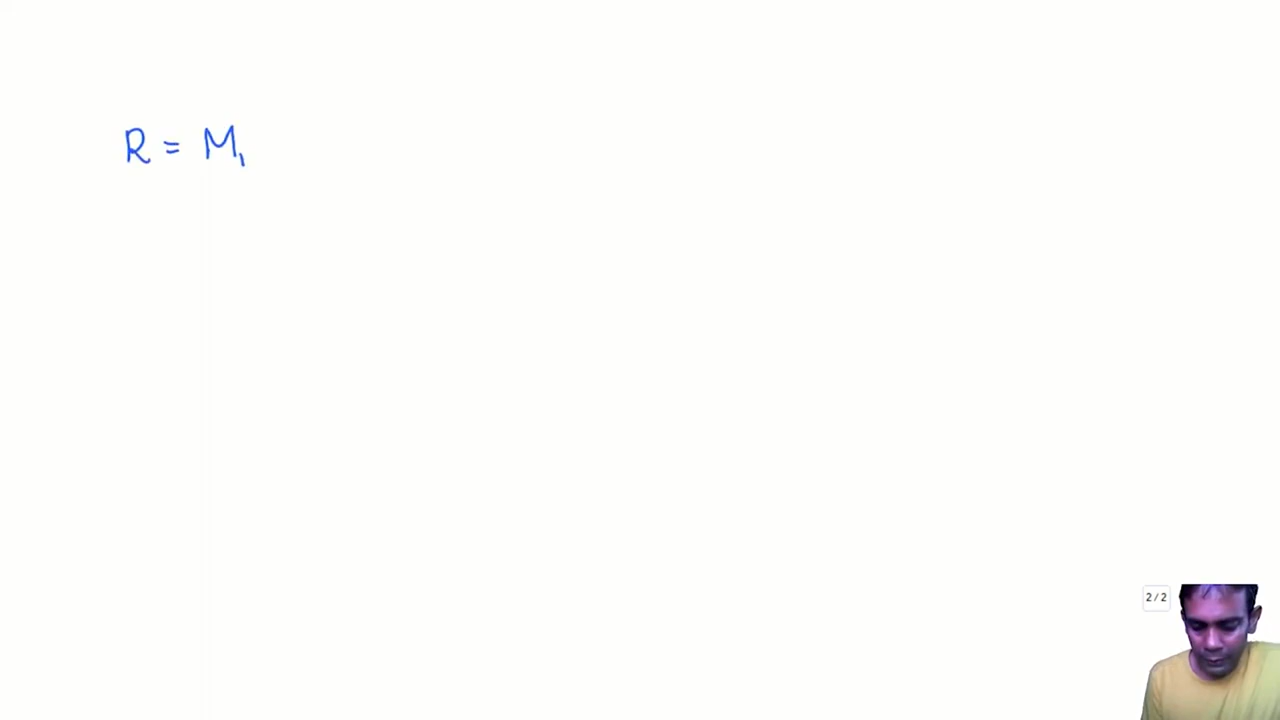 R = M₁
2 / 2